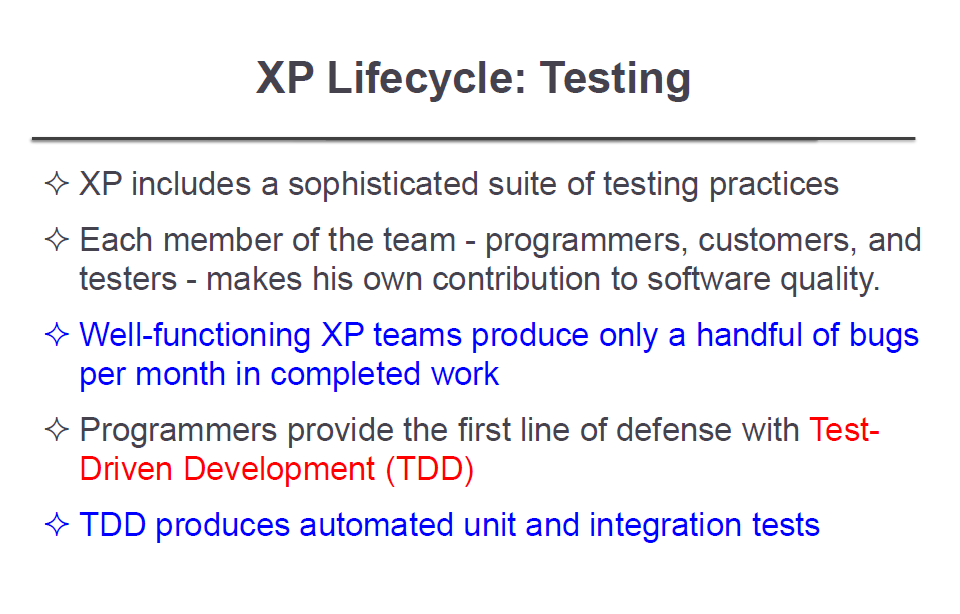 XP Lifecycle: Testing
✧ XP includes a sophisticated suite of testing practices
✧ Each member of the team - programmers, customers, and
testers - makes his own contribution to software quality.
✧ Well-functioning XP teams produce only a handful of bugs
per month in completed work
✧ Programmers provide the first line of defense with Test-
Driven Development (TDD)
✧ TDD produces automated unit and integration tests